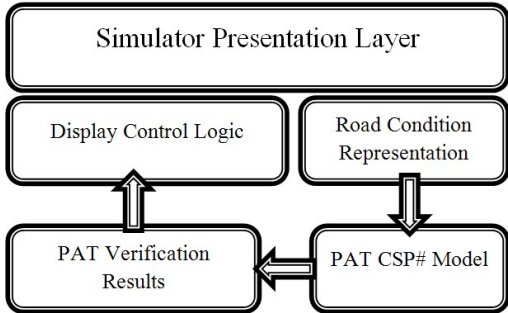 Simulator Presentation Layer
Display Control Logic
Road Condition
Representation
PAT Verification
Results
PAT CSP# Model